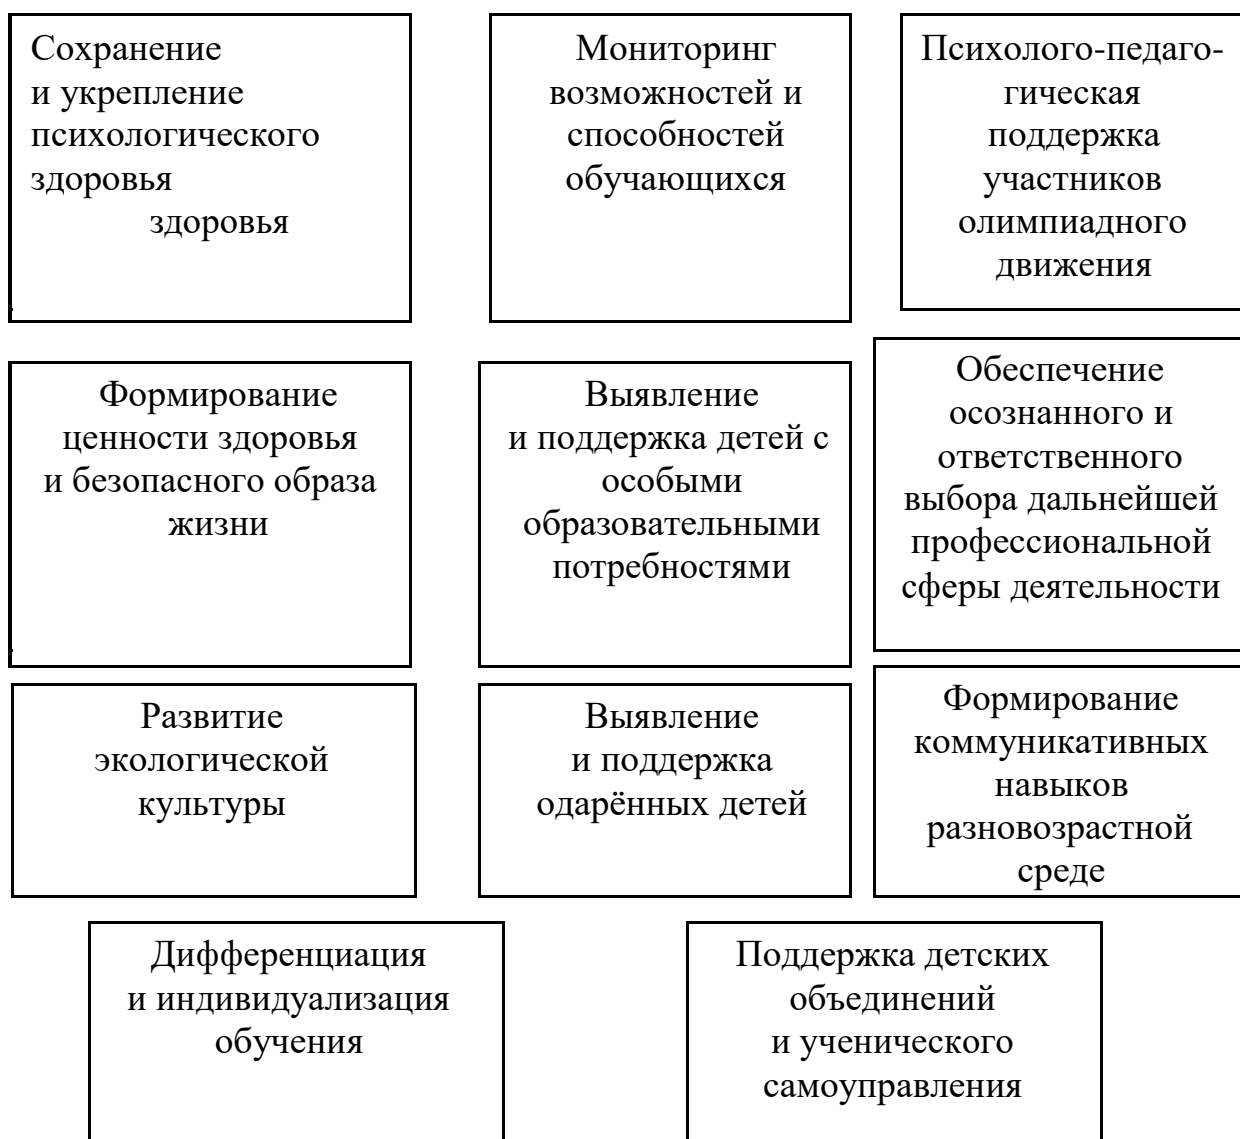 Сохранение
и укрепление
психологического
здоровья
здоровья
Мониторинг
возможностей и
способностей
обучающихся
Психолого-педаго-
гическая
поддержка
участников
олимпиадного
движения
Формирование
ценности здоровья
и безопасного образа
жизни
Выявление
и поддержка детей с
особыми
образовательными
потребностями
Обеспечение
осознанного и
ответственного
выбора дальнейшей
профессиональной
сферы деятельности
Развитие
экологической
культуры
Выявление
и поддержка
одарённых детей
Формирование
коммуникативных
навыков
разновозрастной
среде
Дифференциация
и индивидуализация
обучения
Поддержка детских
объединений
и ученического
самоуправления